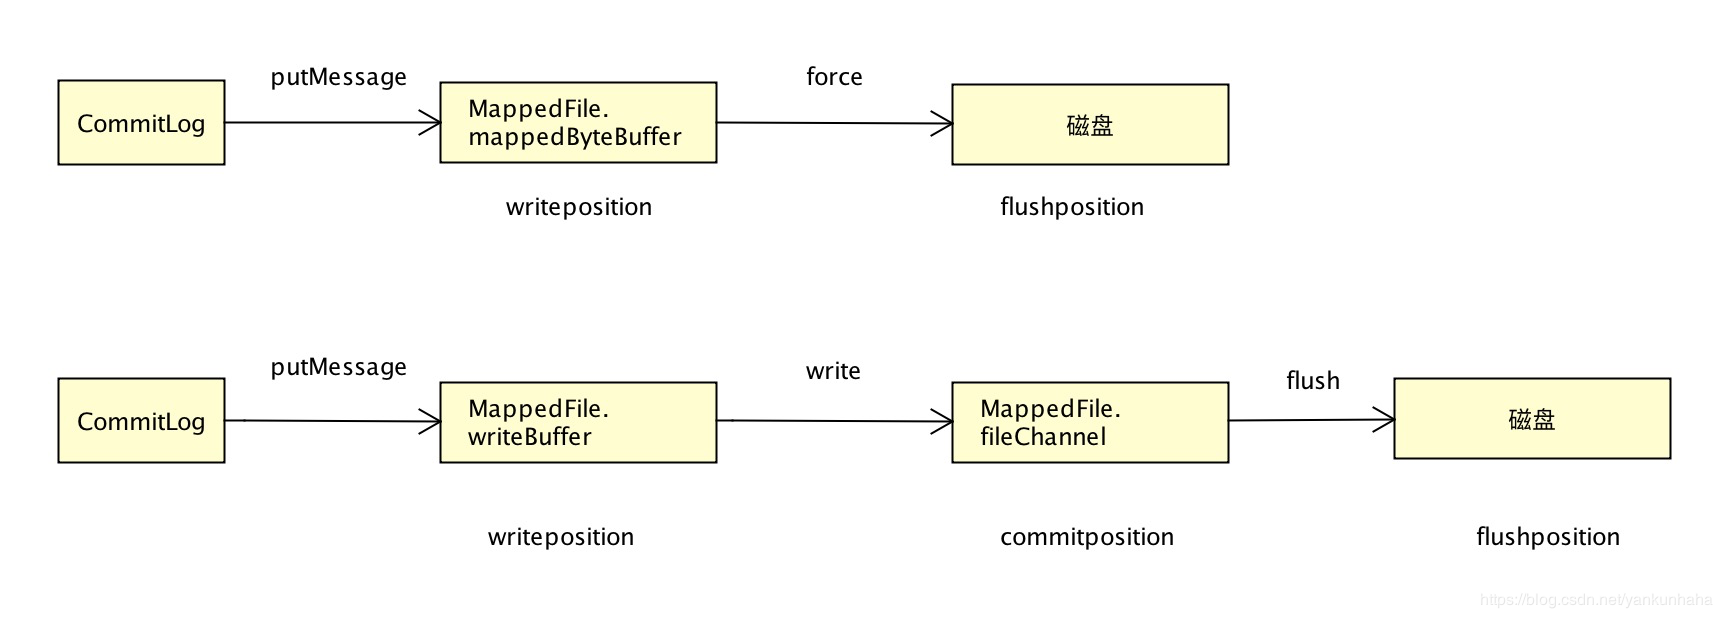 putMessage
force
CommitLog
MappedFile.
mappedByteBuffer
磁盘
writeposition
flushposition
putMessage
write
flush
CommitLog
MappedFile.
writeBuffer
MappedFile.
fileChannel
磁盘
writeposition
commitposition
flushposition
https://blog.csdn.net/yankunhaha